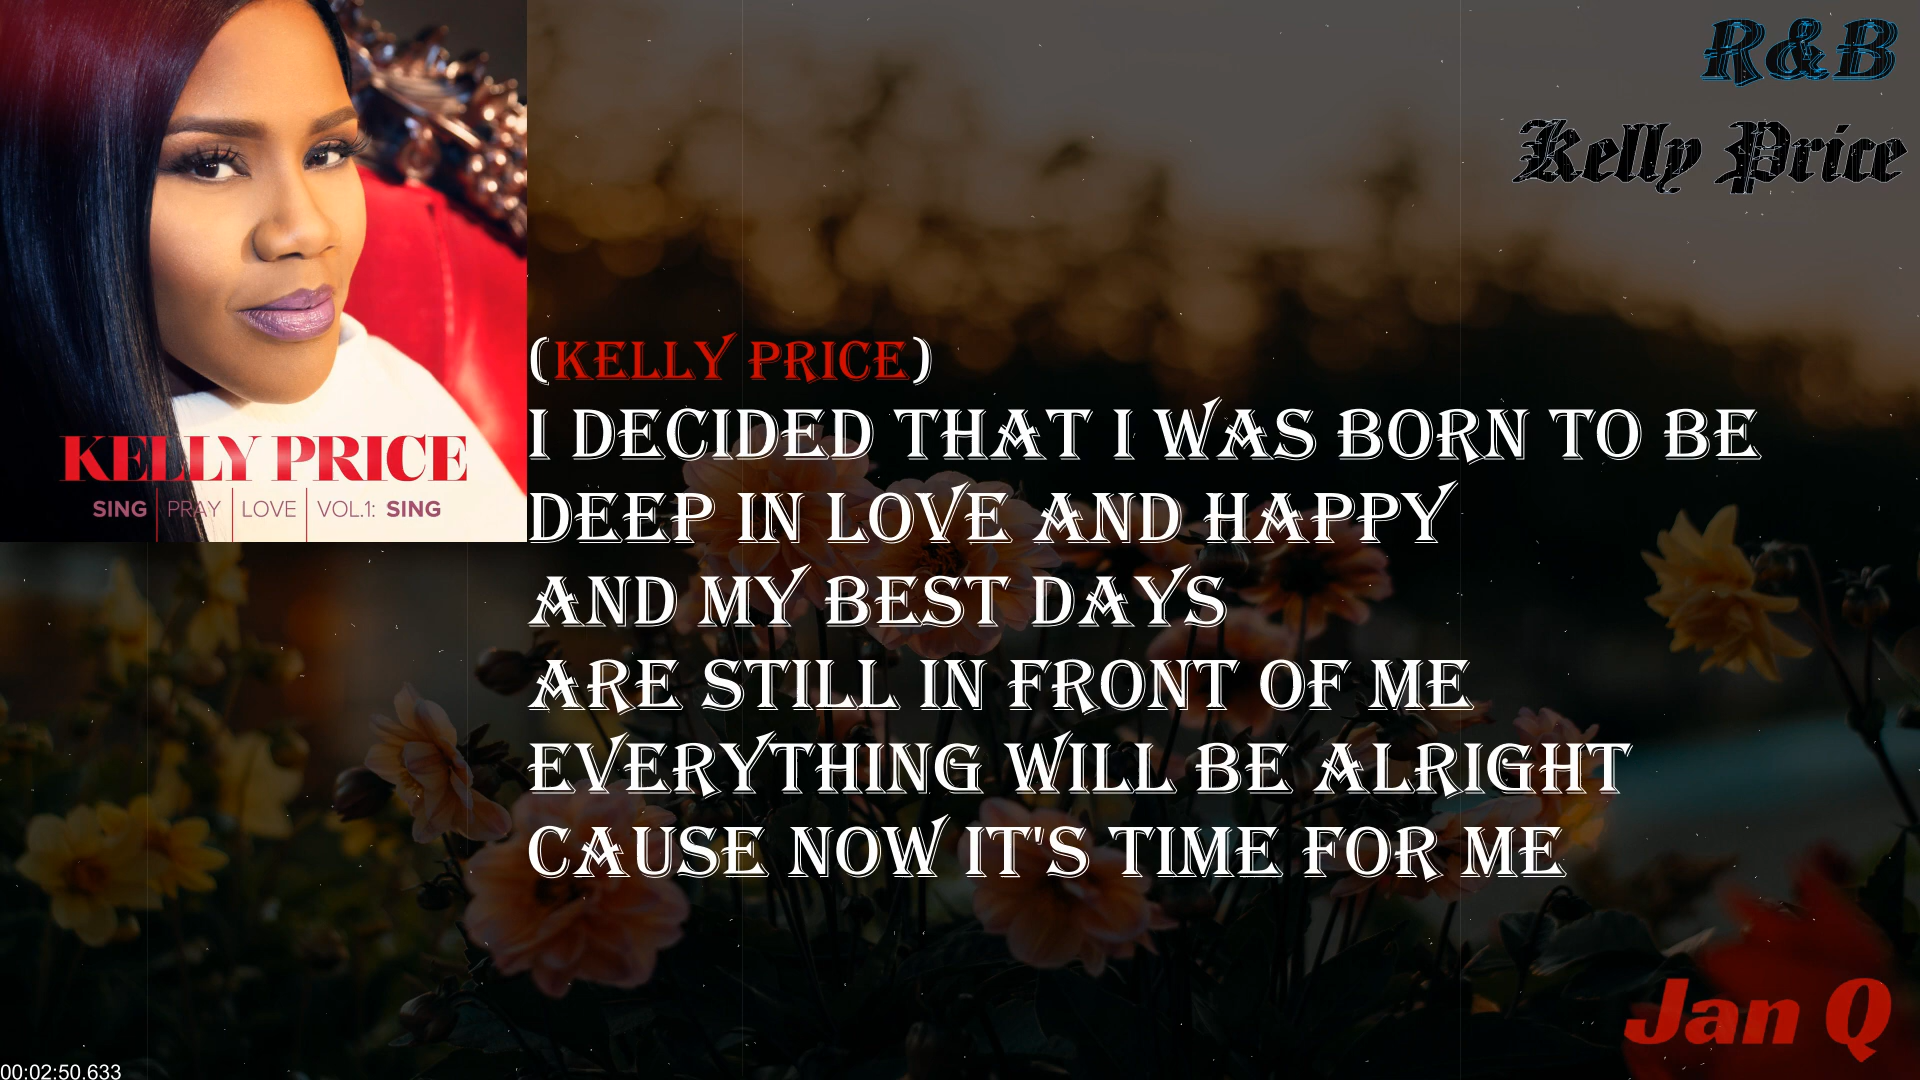 R&B
Kelly Price
KELLY PRICE
SING | PRAY | LOVE | VOL.1: SING
(KELLY PRICE)
I DECIDED THAT I WAS BORN TO BE
DEEP IN LOVE AND HAPPY
AND MY BEST DAYS
ARE STILL IN FRONT OF ME
EVERYTHING WILL BE ALRIGHT
CAUSE NOW IT'S TIME FOR ME
Jan Q
00:02:50.633